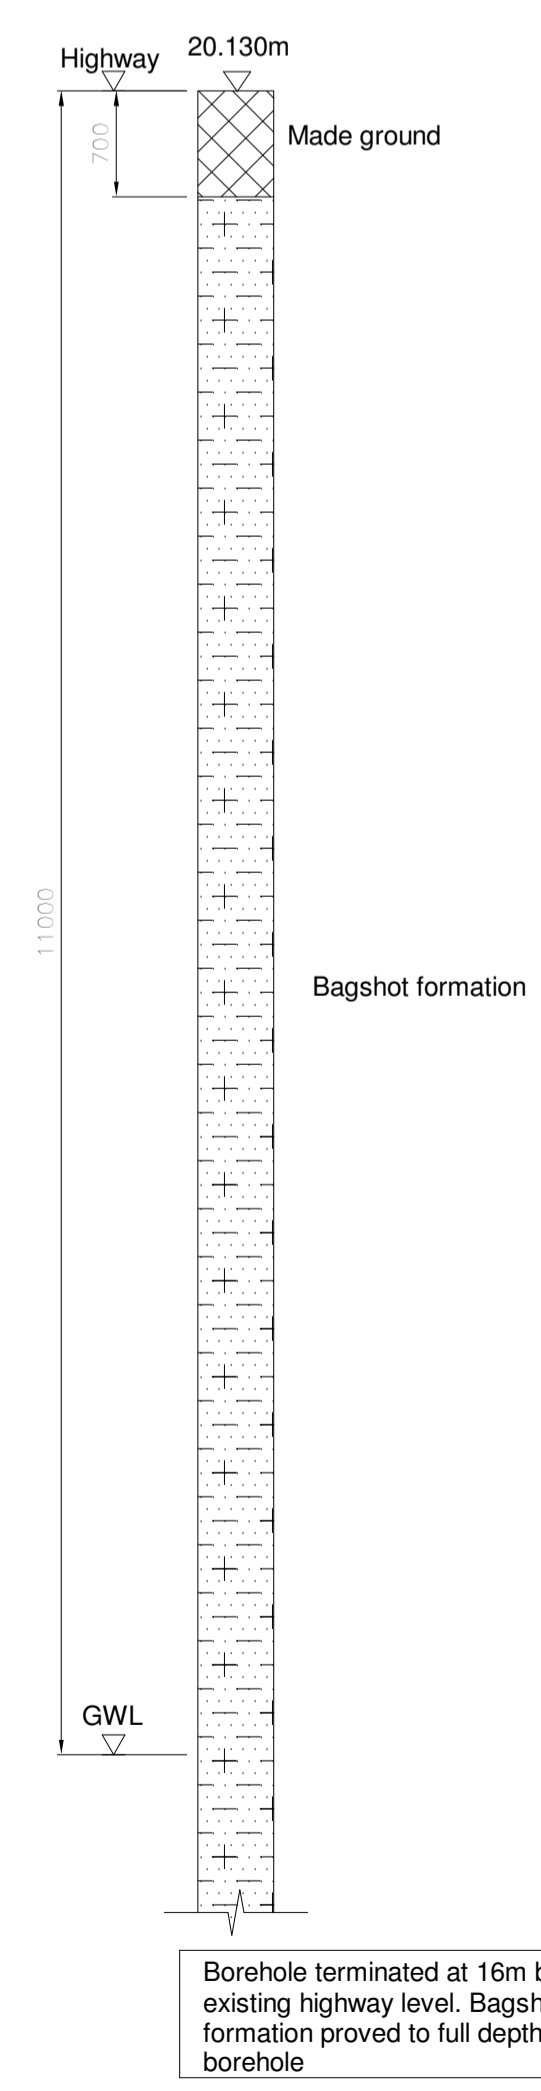 Highway
20.130m
700
Made ground
11000
Bagshot formation
GWL
Borehole terminated at 16m
existing highway level.
formation proved to full depth
borehole